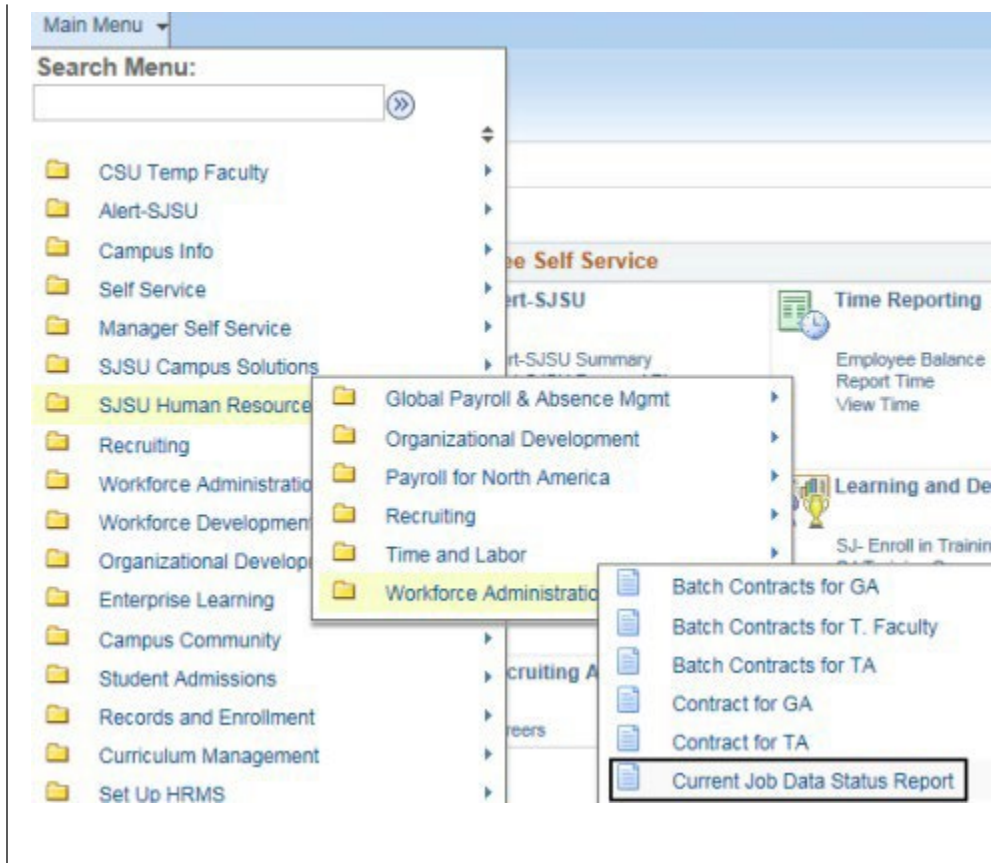 Main Menu
Search Menu:
CSU Temp Faculty
Alert-SJSU
Campus Info
Self Service
Manager Self Service
SJSU Campus Solutions
SJSU Human Resource
Recruiting
Workforce Administratio
Workforce Developmen
Organizational Develop
Enterprise Learning
Campus Community
Student Admissions
Records and Enrollment
Curriculum Management
Set Up HRMS
Global Payroll & Absence Mgmt
Organizational Development
Payroll for North America
Recruiting
Time and Labor
Workforce Administratio
Batch Contracts for GA
Batch Contracts for T. Faculty
Batch Contracts for TA
Contract for GA
Contract for TA
Current Job Data Status Report
ee Self Service
ert-SJSU
rt-SJSU Summary
Time Reporting
Employee Balance
Report Time
View Time
Learning and De
SJ- Enroll in Trainin
cruiting A
reers